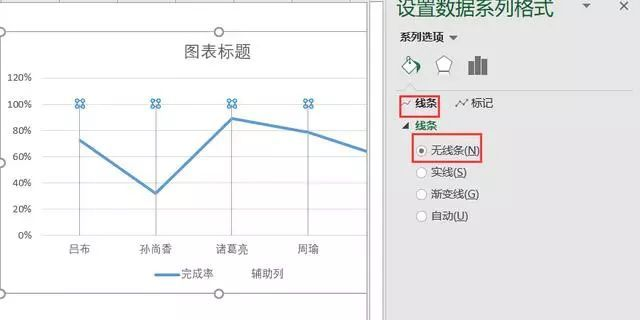 图表标题
120%
100%
80%
60%
40%
20%
0%
吕布 孙尚香 诸葛亮 周瑜
完成率 辅助列
设置数据系列格式
系列选项
线条 标记
线条
无线条(N)
实线(S)
渐变线(G)
自动(U)